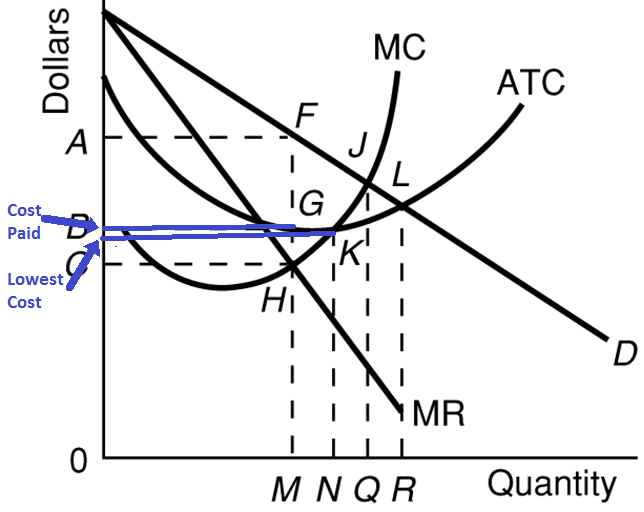 Dollars
MC
ATC
F
A
J
L
G
Cost
Paid
B
K
C
Lowest
Cost
H
D
MR
0
M N Q R
Quantity